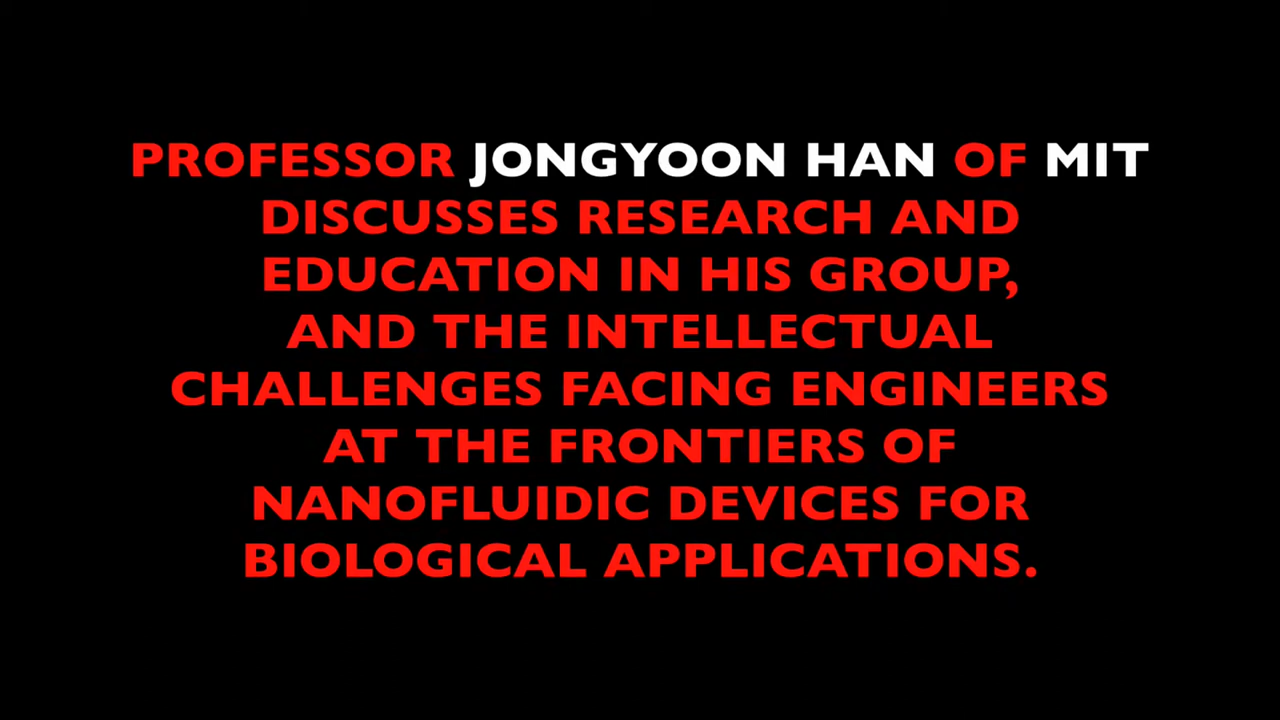 PROFESSOR JONGYOON HAN OF MIT
DISCUSSES RESEARCH AND
EDUCATION IN HIS GROUP,
AND THE INTELLECTUAL
CHALLENGES FACING ENGINEERS
AT THE FRONTIERS OF
NANOFLUIDIC DEVICES FOR
BIOLOGICAL APPLICATIONS.